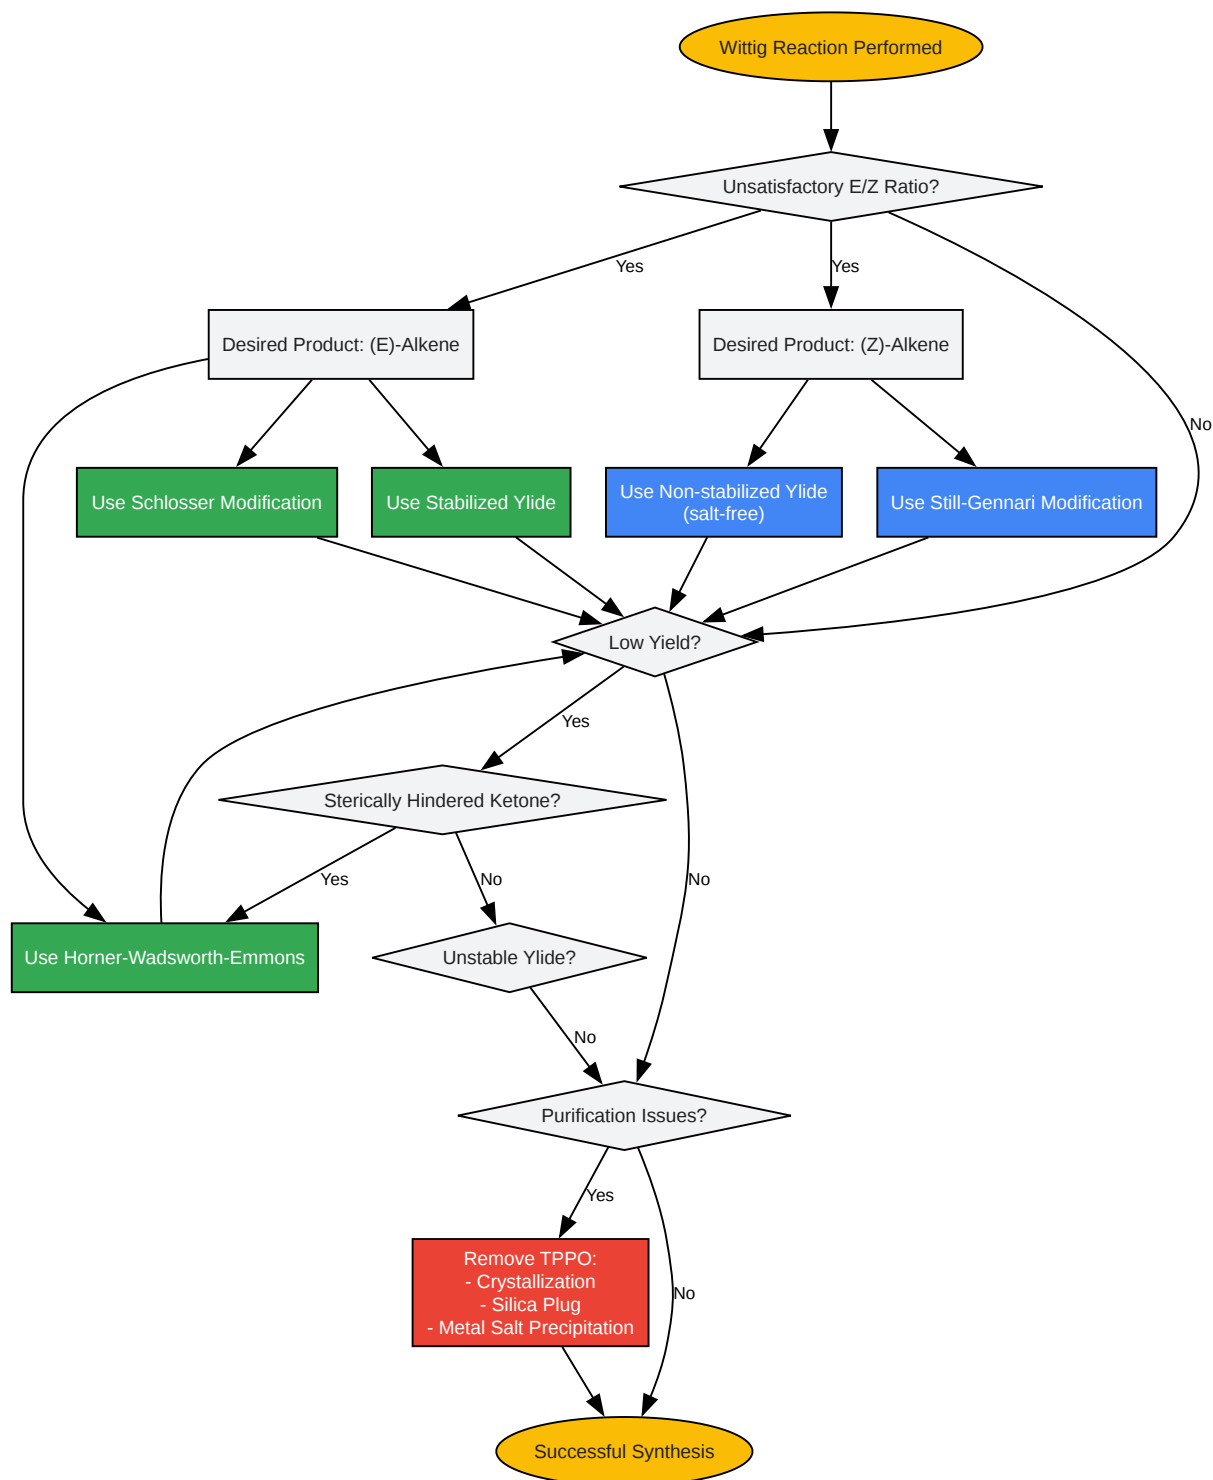 Wittig Reaction Performed
Unsatisfactory E/Z Ratio?
Yes
Yes
Desired Product: (E)-Alkene
Desired Product: (Z)-Alkene
No
Use Schlosser Modification
Use Stabilized Ylide
Use Non-stabilized Ylide
(salt-free)
Use Still-Gennari Modification
Low Yield?
Yes
Sterically Hindered Ketone?
Yes
No
No
Use Horner-Wadsworth-Emmons
Unstable Ylide?
No
Purification Issues?
Yes
Remove TPPO:
- Crystallization
- Silica Plug
- Metal Salt Precipitation
No
Successful Synthesis